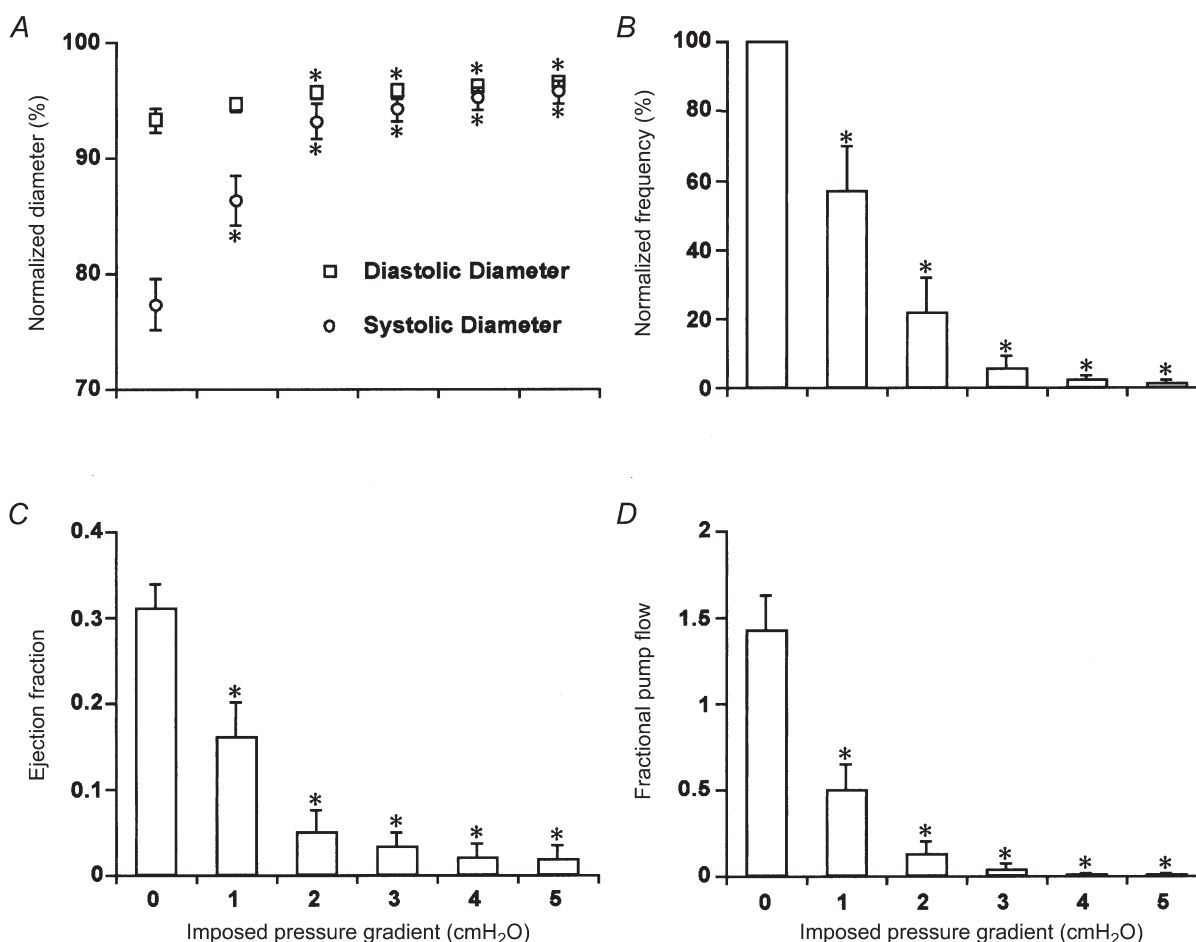 A
100
90
80
70
Normalized diameter (%)
* * * *
* * * * *
Diastolic Diameter
Systolic Diameter
B
100
80
60
40
20
0
Normalized frequency (%)
* * * * *
C
0.4
0.3
0.2
0.1
0
Ejection fraction
* * * * *
0 1 2 3 4 5
Imposed pressure gradient (cmH₂O)
D
2
1.5
1
0.5
0
Fractional pump flow
* * * * *
0 1 2 3 4 5
Imposed pressure gradient (cmH₂O)